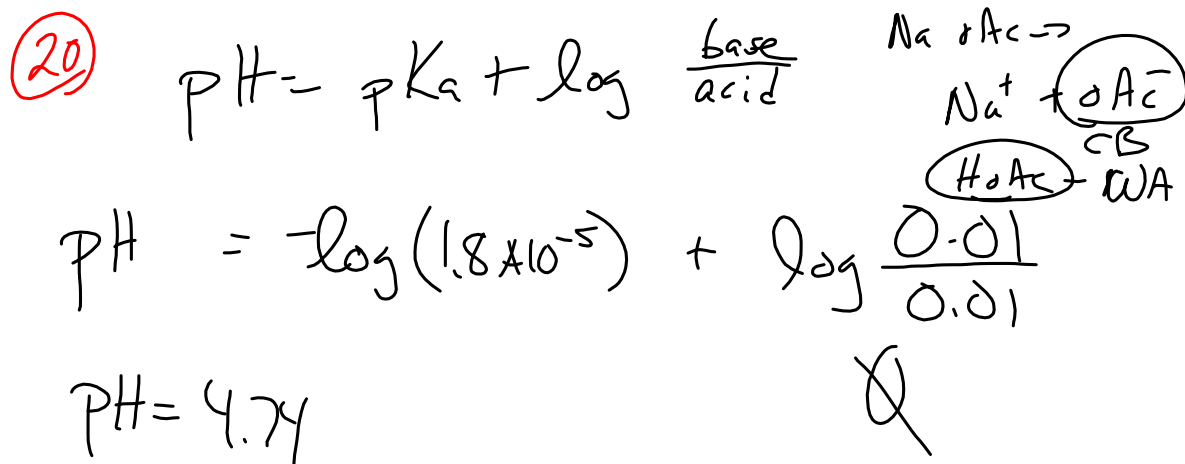 20
pH = pKa + log base/acid
Na oAc →
Na⁺ + oAc⁻
CB
HoAc - WA
pH = -log(1.8x10⁻⁵) + log 0.01/0.01
0
pH = 4.74